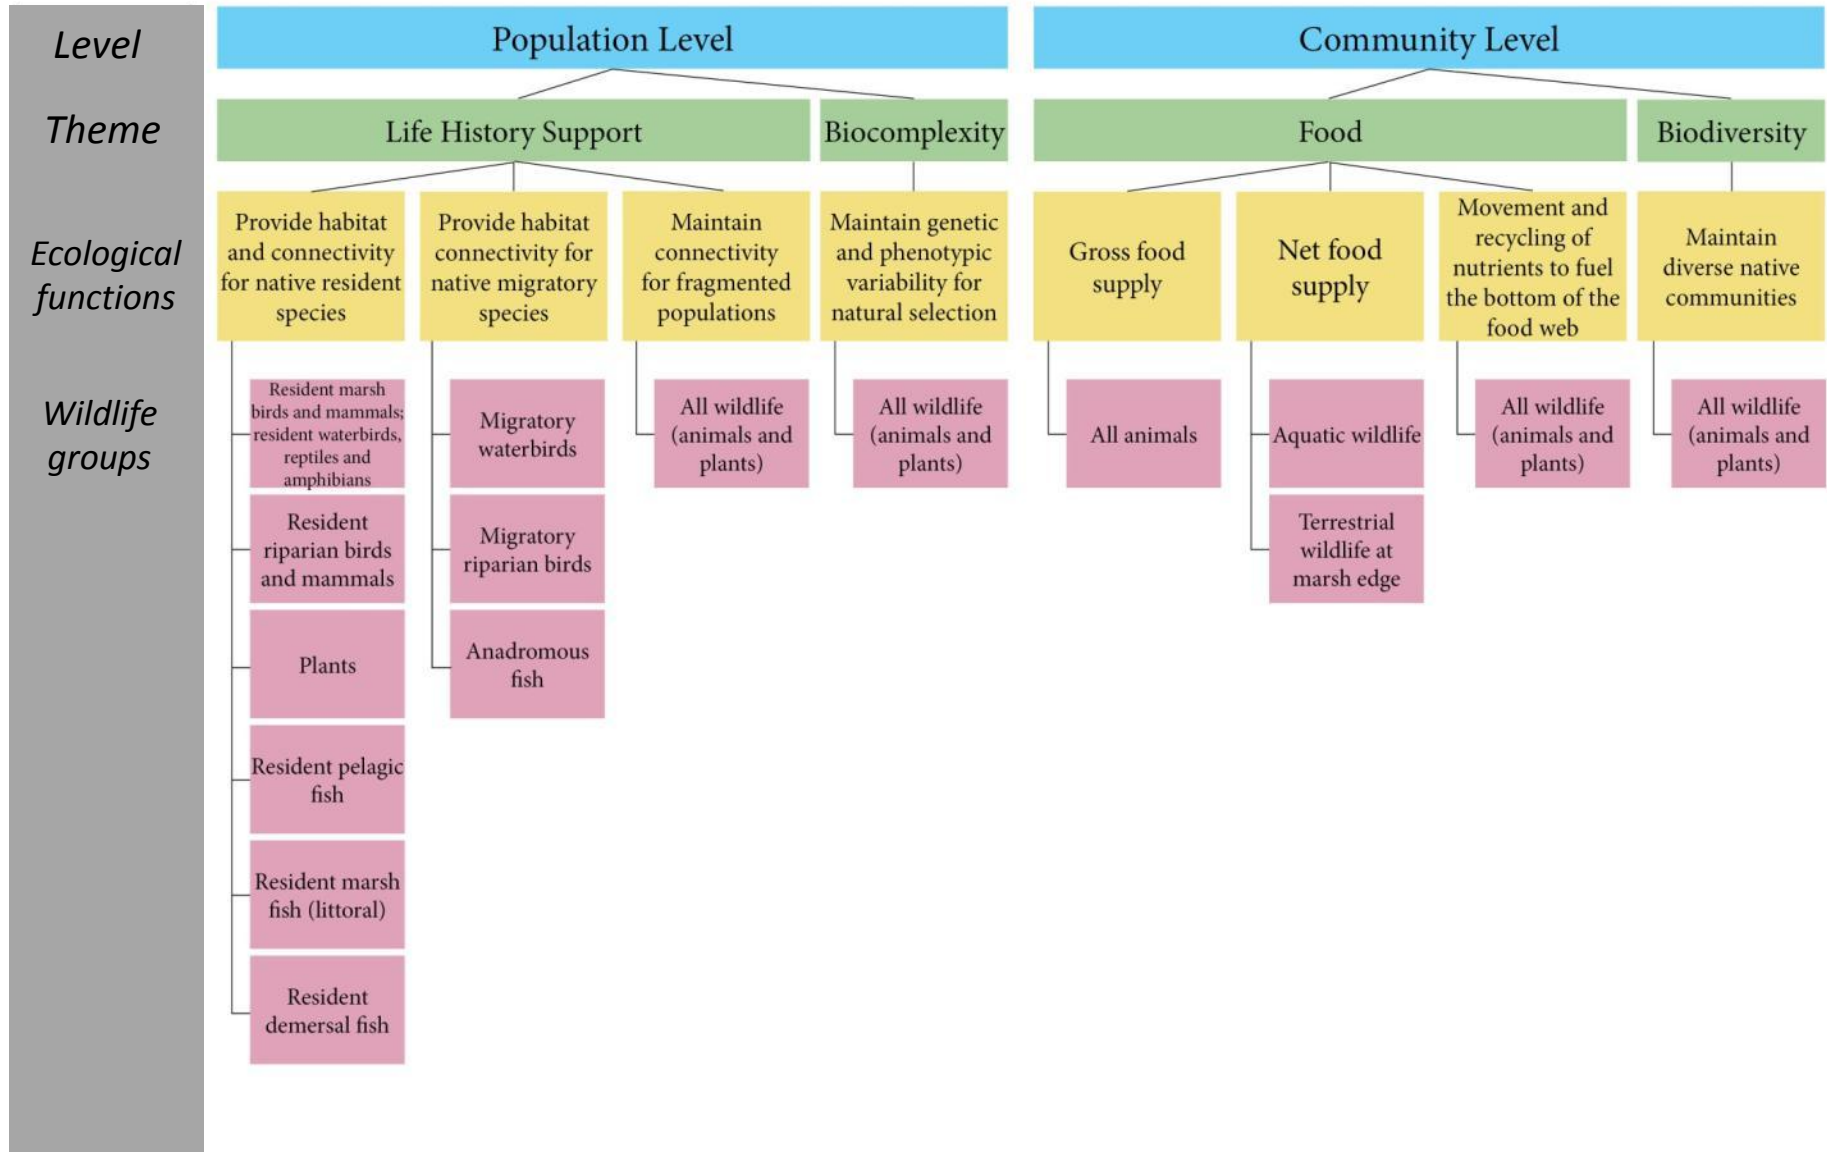 Level
Population Level
Community Level
Theme
Life History Support
Biocomplexity
Food
Biodiversity
Ecological
functions
Provide habitat
and connectivity
for native resident
species
Provide habitat
connectivity for
native migratory
species
Maintain
connectivity
for fragmented
populations
Maintain genetic
and phenotypic
variability for
natural selection
Gross food
supply
Net food
supply
Movement and
recycling of
nutrients to fuel
the bottom of the
food web
Maintain
diverse native
communities
Wildlife
groups
Resident marsh
birds and mammals;
resident waterbirds,
reptiles and
amphibians
Resident
riparian birds
and mammals
Plants
Resident pelagic
fish
Resident marsh
fish (littoral)
Resident
demersal fish
Migratory
waterbirds
Migratory
riparian birds
Anadromous
fish
All wildlife
(animals and
plants)
All wildlife
(animals and
plants)
All animals
Aquatic wildlife
Terrestrial
wildlife at
marsh edge
All wildlife
(animals and
plants)
All wildlife
(animals and
plants)